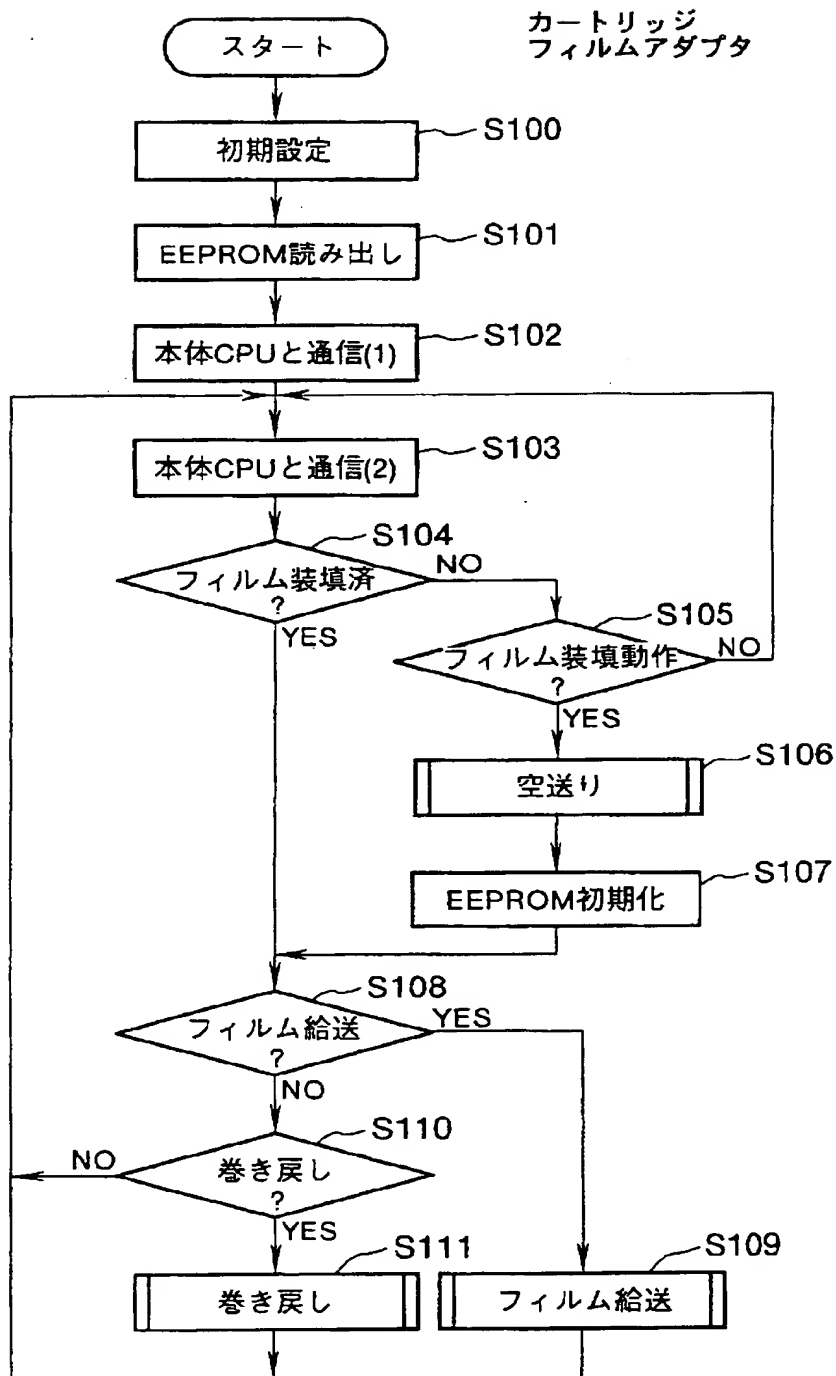 カートリッジ
フィルムアダプタ
スタート
初期設定
S100
EEPROM読み出し
S101
本体CPUと通信(1)
S102
本体CPUと通信(2)
S103
フィルム装填済
?
S104
NO
YES
フィルム装填動作
?
S105
NO
YES
空送り
S106
EEPROM初期化
S107
フィルム給送
?
S108
YES
NO
巻き戻し
?
S110
NO
YES
巻き戻し
S111
フィルム給送
S109